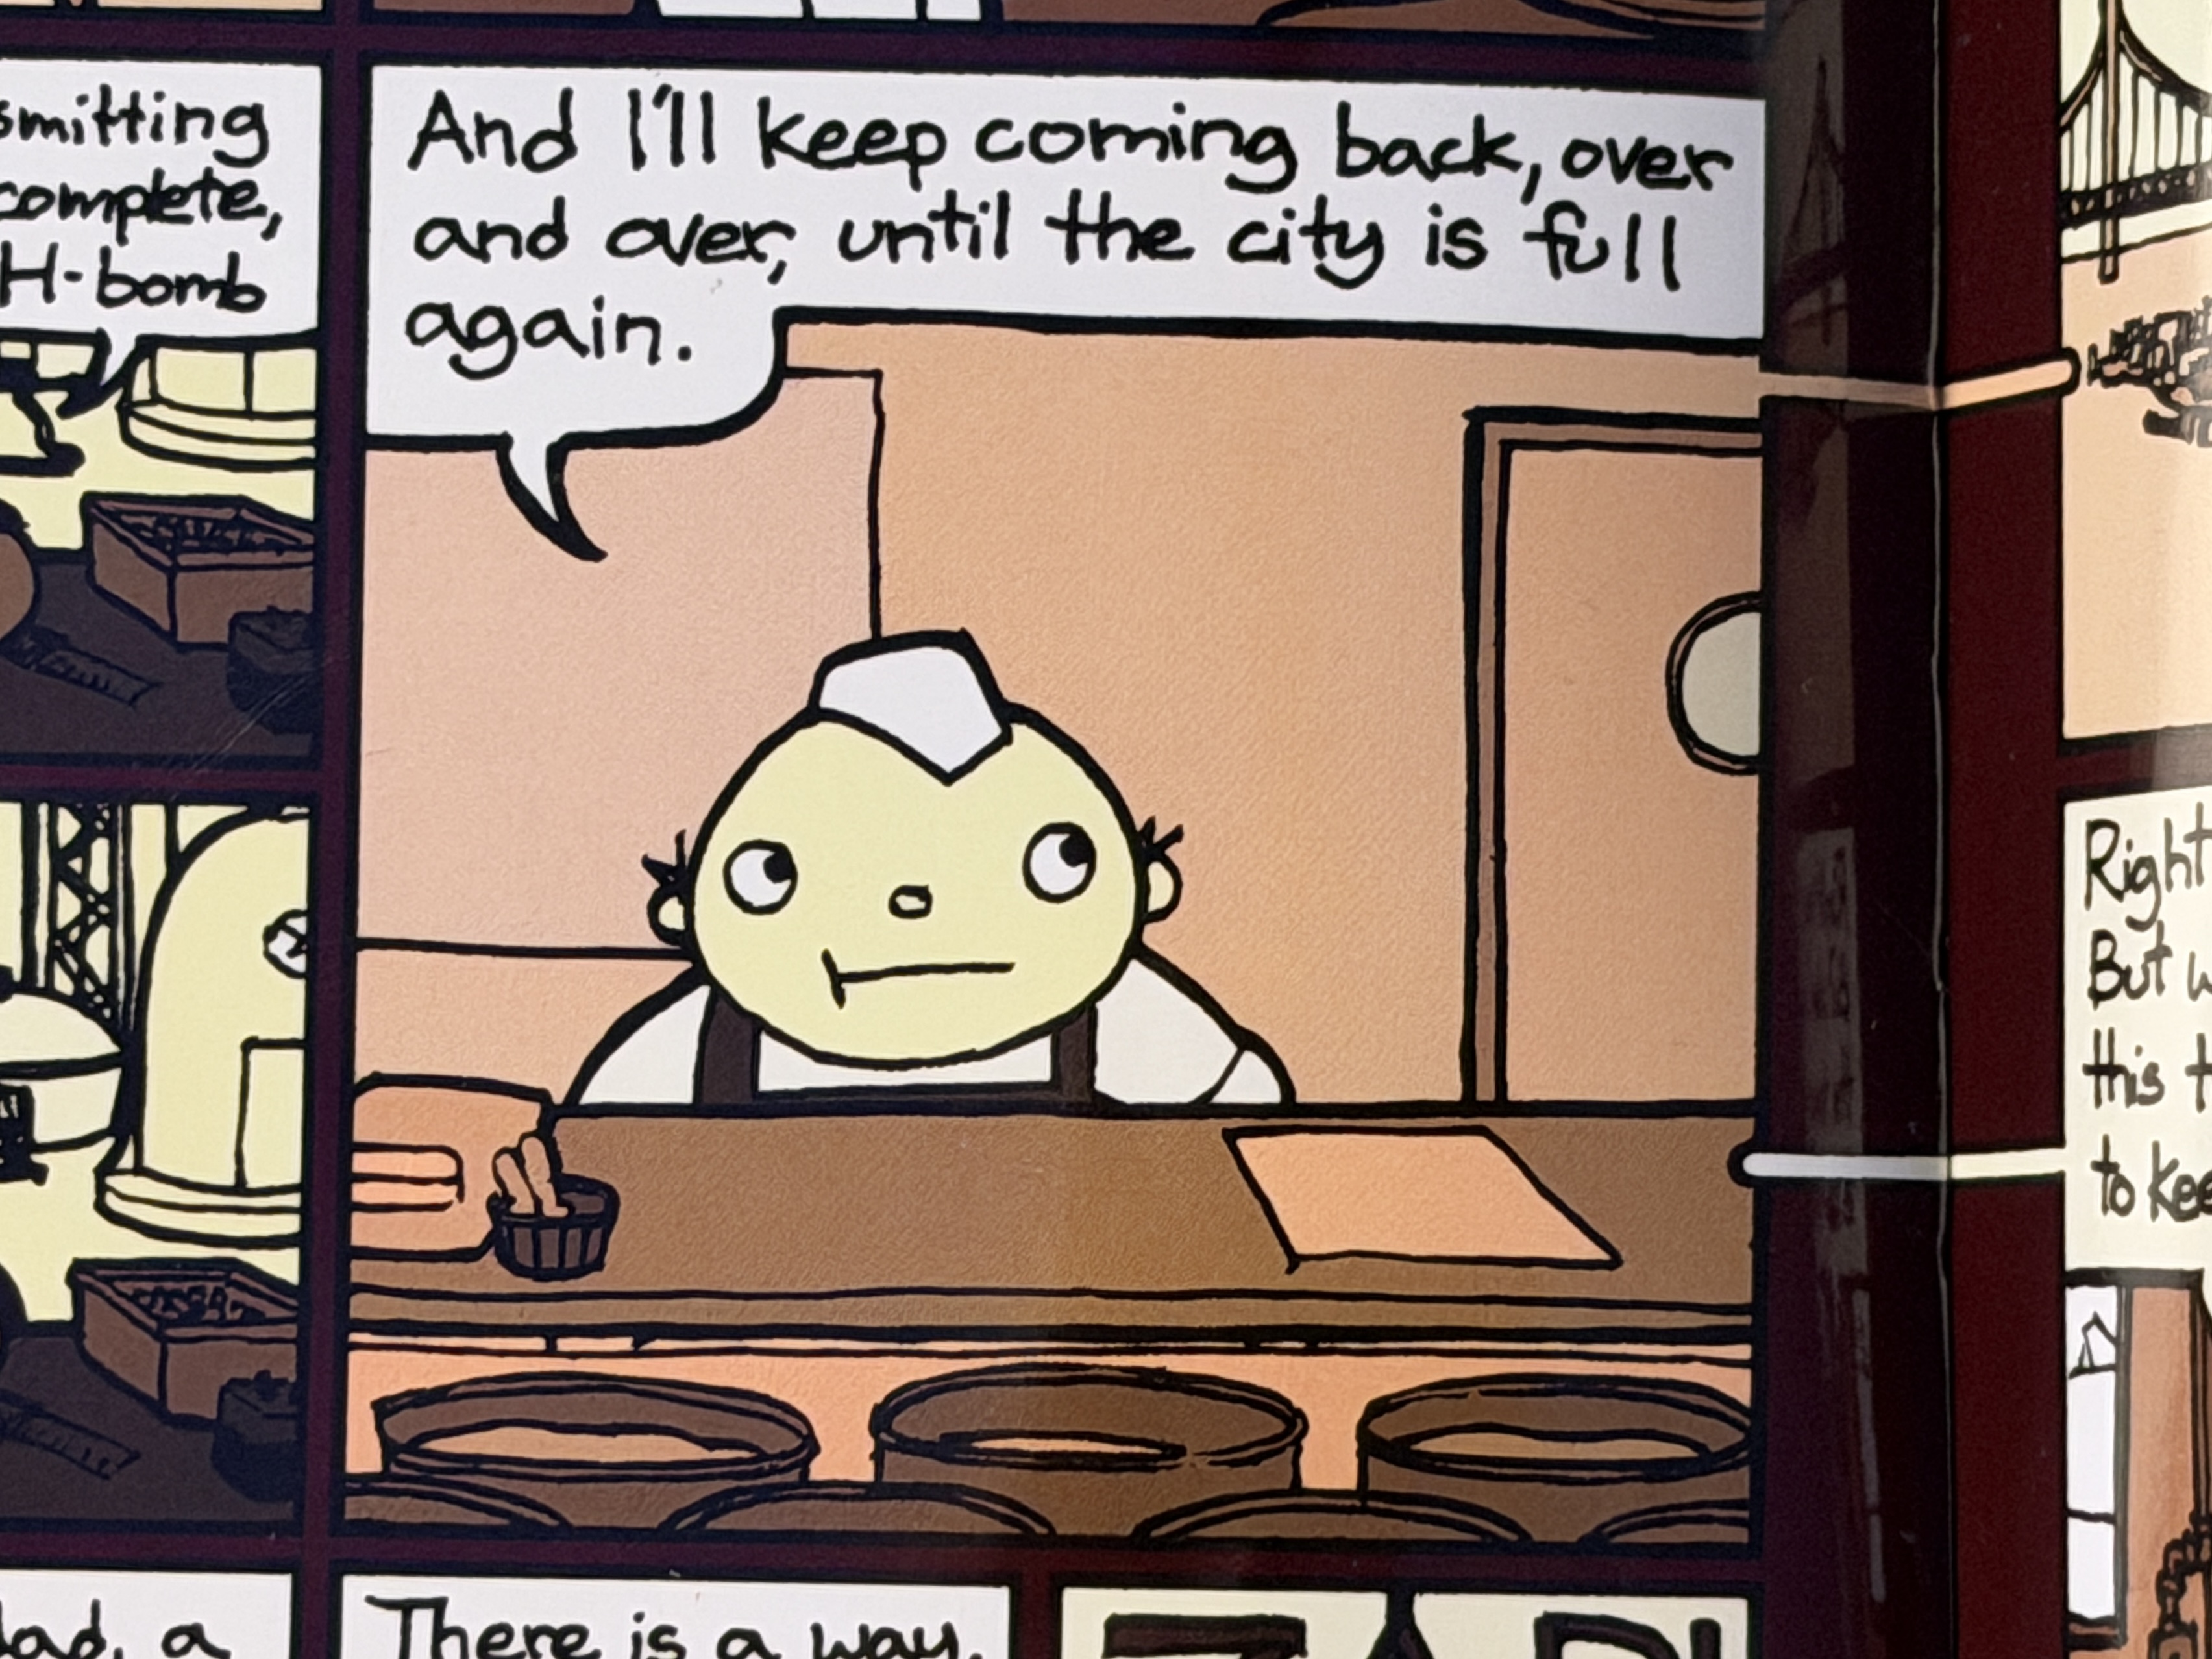 smitting
complete,
H-bomb
And I'll keep coming back, over
and over, until the city is full
again.
Right
But
this
to
a
There is a way.